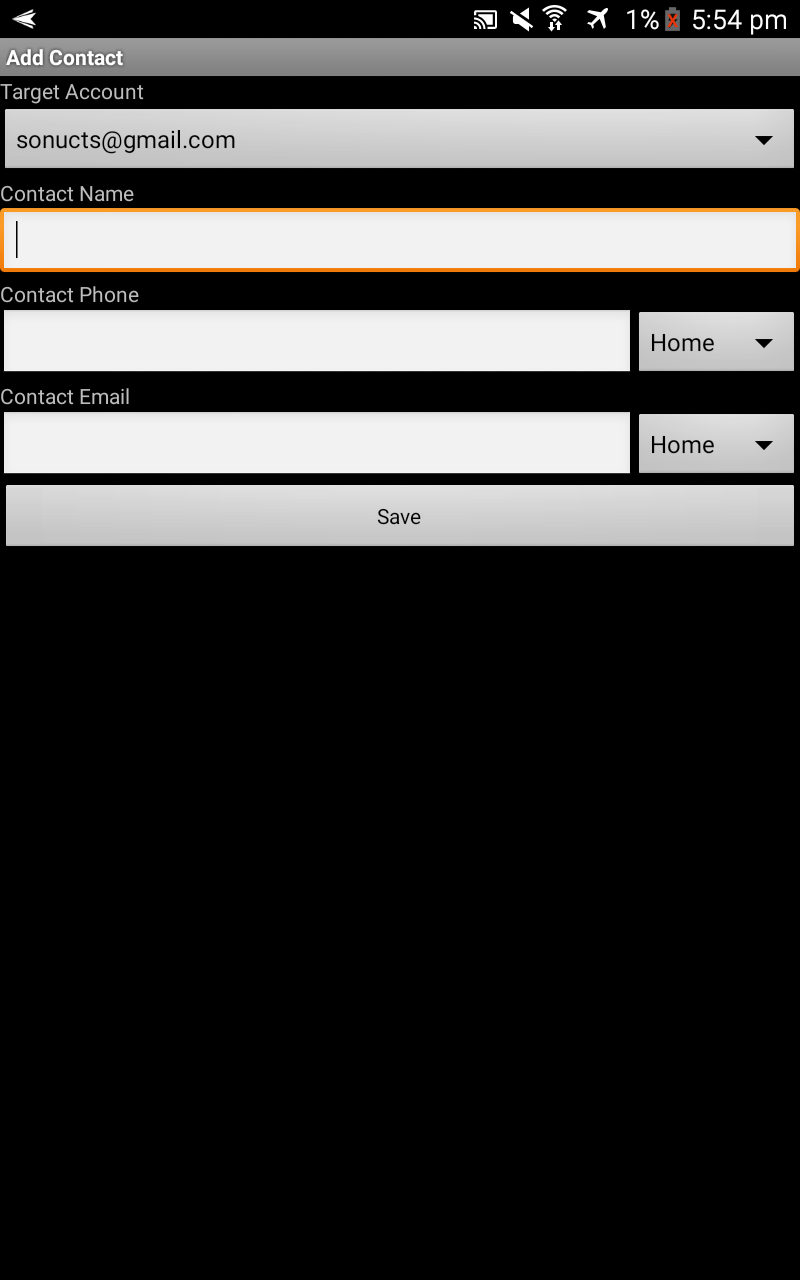 1% 5:54 pm
Add Contact
Target Account
sonucts@gmail.com
Contact Name
Contact Phone
Home
Contact Email
Home
Save